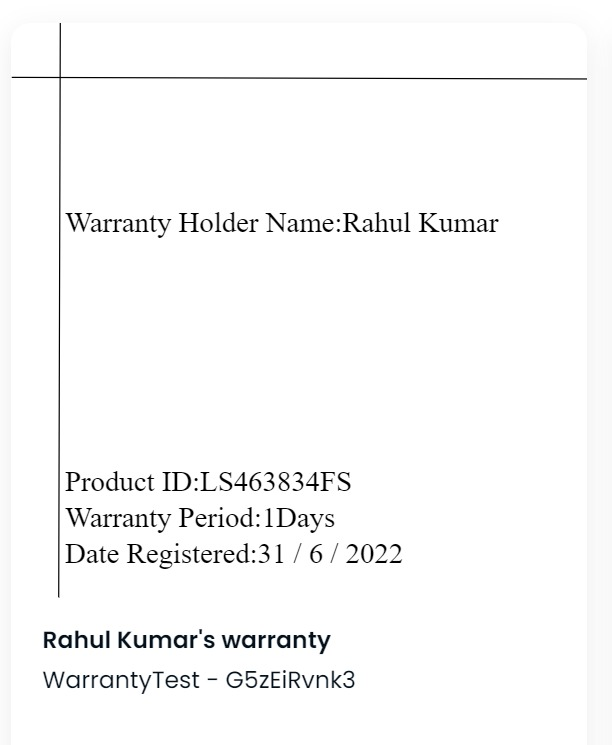 Warranty Holder Name:Rahul Kumar
Product ID:LS463834FS
Warranty Period:1Days
Date Registered:31 / 6 / 2022
Rahul Kumar's warranty
WarrantyTest - G5zEiRvnk3